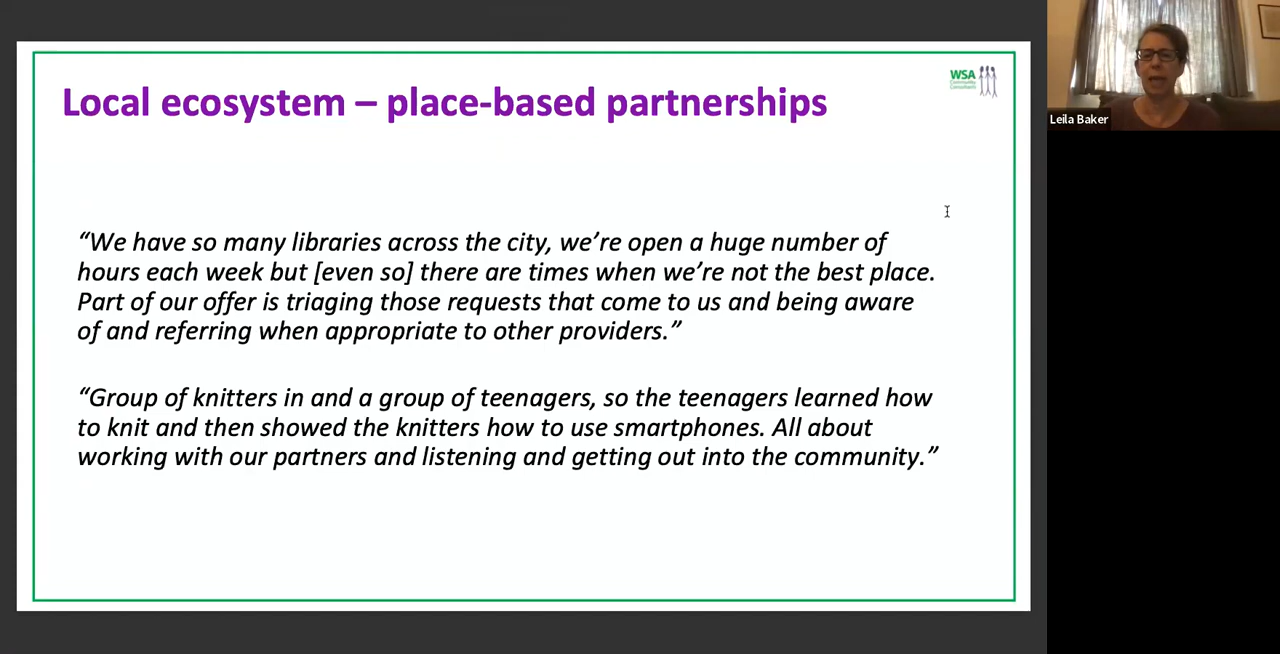 Local ecosystem – place-based partnerships
WSA
Community
Consultants
“We have so many libraries across the city, we’re open a huge number of
hours each week but [even so] there are times when we’re not the best place.
Part of our offer is triaging those requests that come to us and being aware
of and referring when appropriate to other providers.”
“Group of knitters in and a group of teenagers, so the teenagers learned how
to knit and then showed the knitters how to use smartphones. All about
working with our partners and listening and getting out into the community.”
Leila Baker